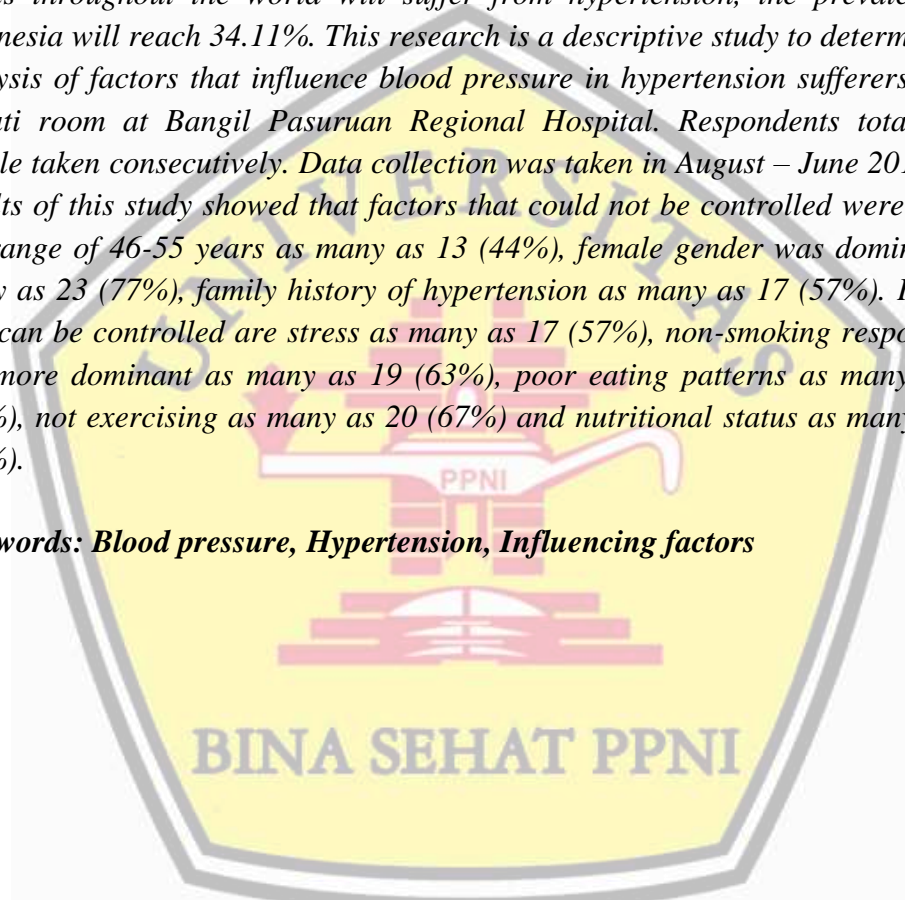 s throughout the world will suffer from hypertension, the prevale
nesia will reach 34.11%. This research is a descriptive study to determ
ysis of factors that influence blood pressure in hypertension sufferers
ati room at Bangil Pasuruan Regional Hospital. Respondents tota
le taken consecutively. Data collection was taken in August – June 20
lts of this study showed that factors that could not be controlled were
range of 46-55 years as many as 13 (44%), female gender was domin
y as 23 (77%), family history of hypertension as many as 17 (57%).
can be controlled are stress as many as 17 (57%), non-smoking respo
more dominant as many as 19 (63%), poor eating patterns as many
%), not exercising as many as 20 (67%) and nutritional status as many
%).
words: Blood pressure, Hypertension, Influencing factors
UNIVERSITAS
PPNI
BINA SEHAT PPNI